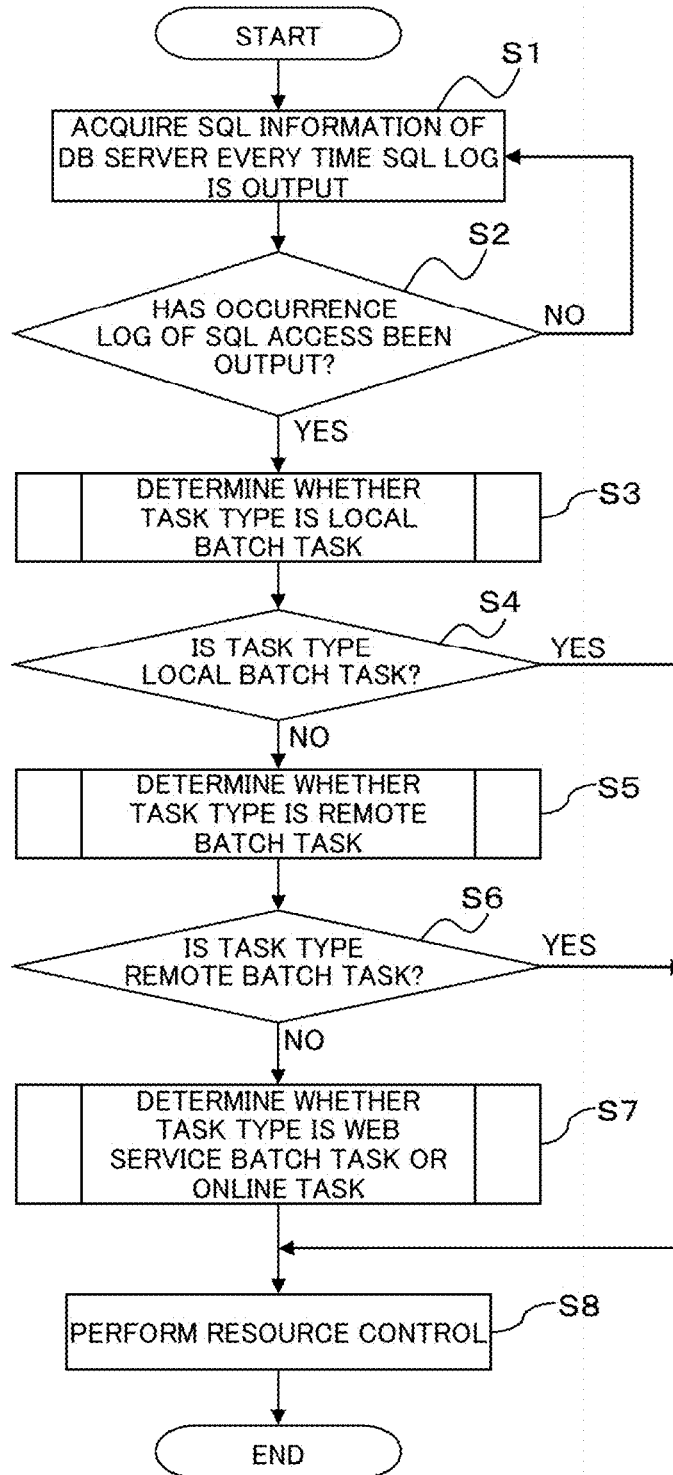 START
S1
ACQUIRE SQL INFORMATION OF
DB SERVER EVERY TIME SQL LOG
IS OUTPUT
S2
HAS OCCURRENCE
LOG OF SQL ACCESS BEEN
OUTPUT?
NO
YES
DETERMINE WHETHER
TASK TYPE IS LOCAL
BATCH TASK
S3
S4
IS TASK TYPE
LOCAL BATCH TASK?
YES
NO
DETERMINE WHETHER
TASK TYPE IS REMOTE
BATCH TASK
S5
S6
IS TASK TYPE
REMOTE BATCH TASK?
YES
NO
DETERMINE WHETHER
TASK TYPE IS WEB
SERVICE BATCH TASK OR
ONLINE TASK
S7
PERFORM RESOURCE CONTROL
S8
END